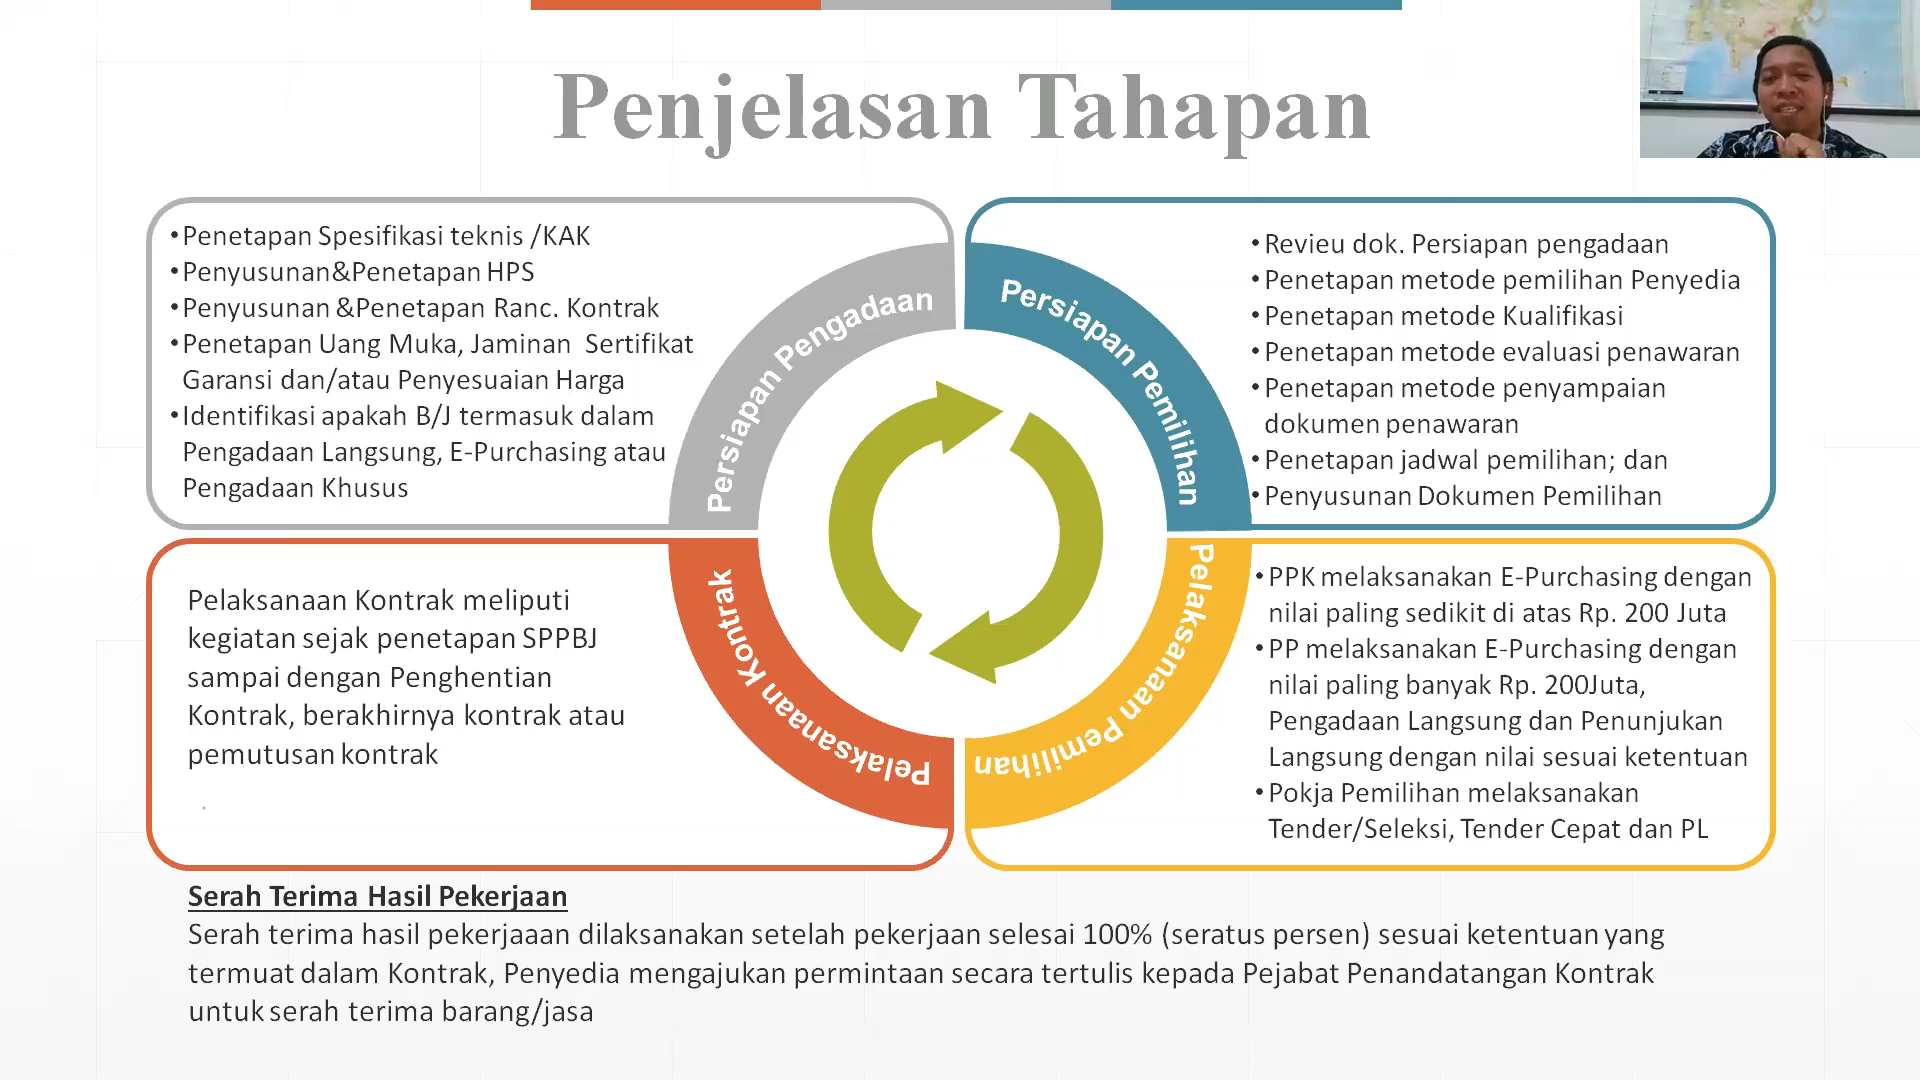 Penjelasan Tahapan
•Penetapan Spesifikasi teknis /KAK
•Penyusunan&Penetapan HPS
•Penyusunan &Penetapan Ranc. Kontrak
•Penetapan Uang Muka, Jaminan Sertifikat
Garansi dan/atau Penyesuaian Harga
•Identifikasi apakah B/J termasuk dalam
Pengadaan Langsung, E-Purchasing atau
Pengadaan Khusus
Persiapan Pengadaan
Persiapan Pemilihan
•Revieu dok. Persiapan pengadaan
•Penetapan metode pemilihan Penyedia
•Penetapan metode Kualifikasi
•Penetapan metode evaluasi penawaran
•Penetapan metode penyampaian
dokumen penawaran
•Penetapan jadwal pemilihan; dan
•Penyusunan Dokumen Pemilihan
Pelaksanaan Kontrak meliputi
kegiatan sejak penetapan SPPBJ
sampai dengan Penghentian
Kontrak, berakhirnya kontrak atau
pemutusan kontrak
.
Pelaksanaan Kontrak
Pelaksanaan Pemilihan
•PPK melaksanakan E-Purchasing dengan
nilai paling sedikit di atas Rp. 200 Juta
•PP melaksanakan E-Purchasing dengan
nilai paling banyak Rp. 200Juta,
Pengadaan Langsung dan Penunjukan
Langsung dengan nilai sesuai ketentuan
•Pokja Pemilihan melaksanakan
Tender/Seleksi, Tender Cepat dan PL
Serah Terima Hasil Pekerjaan
Serah terima hasil pekerjaaan dilaksanakan setelah pekerjaan selesai 100% (seratus persen) sesuai ketentuan yang
termuat dalam Kontrak, Penyedia mengajukan permintaan secara tertulis kepada Pejabat Penandatangan Kontrak
untuk serah terima barang/jasa